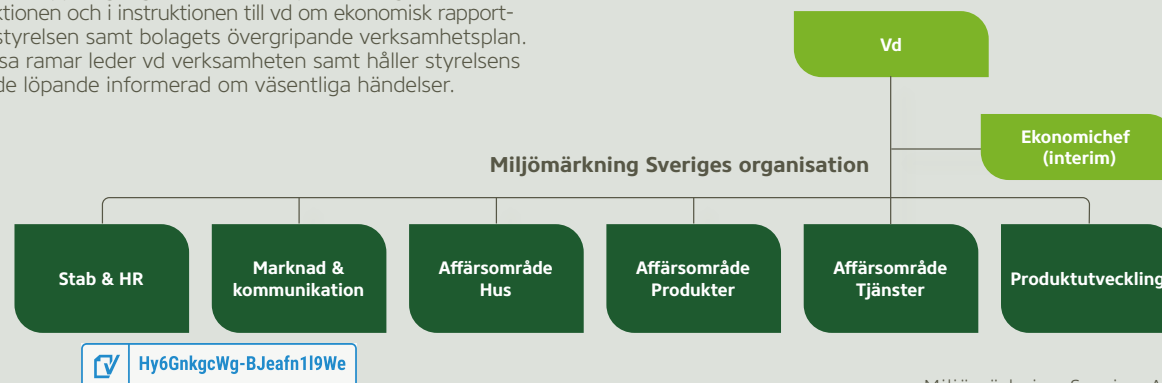 ktionen och i instruktionen till vd om ekonomisk rapport-
styrelsen samt bolagets övergripande verksamhetsplan.
sa ramar leder vd verksamheten samt håller styrelsens
de löpande informerad om väsentliga händelser.
Vd
Ekonomichef
(interim)
Miljömärkning Sveriges organisation
Stab & HR
Marknad &
kommunikation
Affärsområde
Hus
Affärsområde
Produkter
Affärsområde
Tjänster
Produktutveckling
Hy6GnkgcWg-BJeafn1l9We